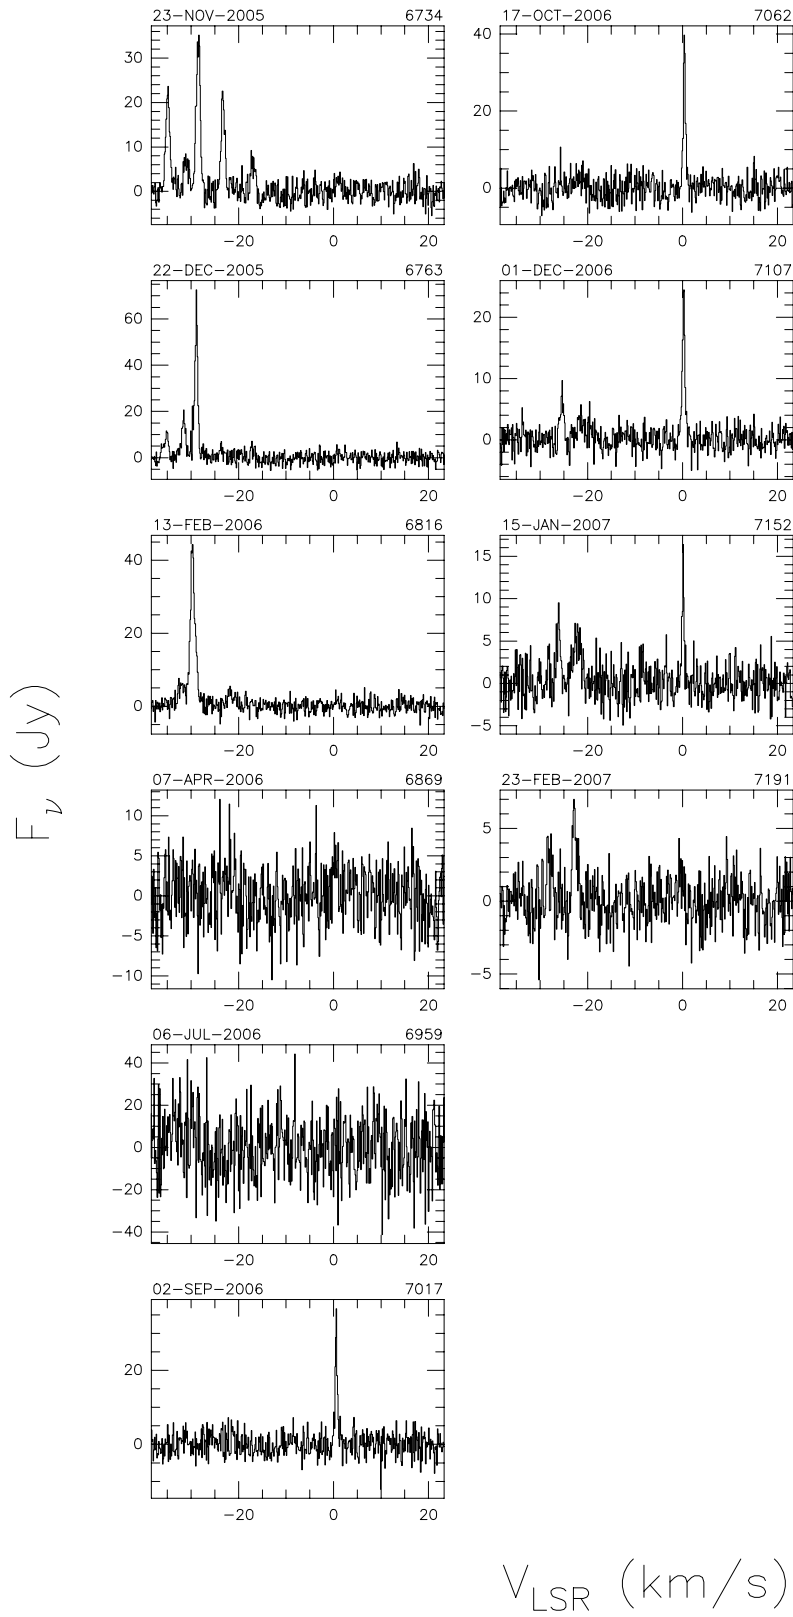 23-NOV-2005 6734
30
20
10
0
-20 0 20
22-DEC-2005 6763
60
40
20
0
-20 0 20
13-FEB-2006 6816
40
20
0
-20 0 20
07-APR-2006 6869
10
5
0
-5
-10
-20 0 20
06-JUL-2006 6959
40
20
0
-20
-40
-20 0 20
02-SEP-2006 7017
20
0
-20 0 20
17-OCT-2006 7062
40
20
0
-20 0 20
01-DEC-2006 7107
20
10
0
-20 0 20
15-JAN-2007 7152
15
10
5
0
-5
-20 0 20
23-FEB-2007 7191
5
0
-5
-20 0 20
Fν (Jy)
VLSR (km/s)